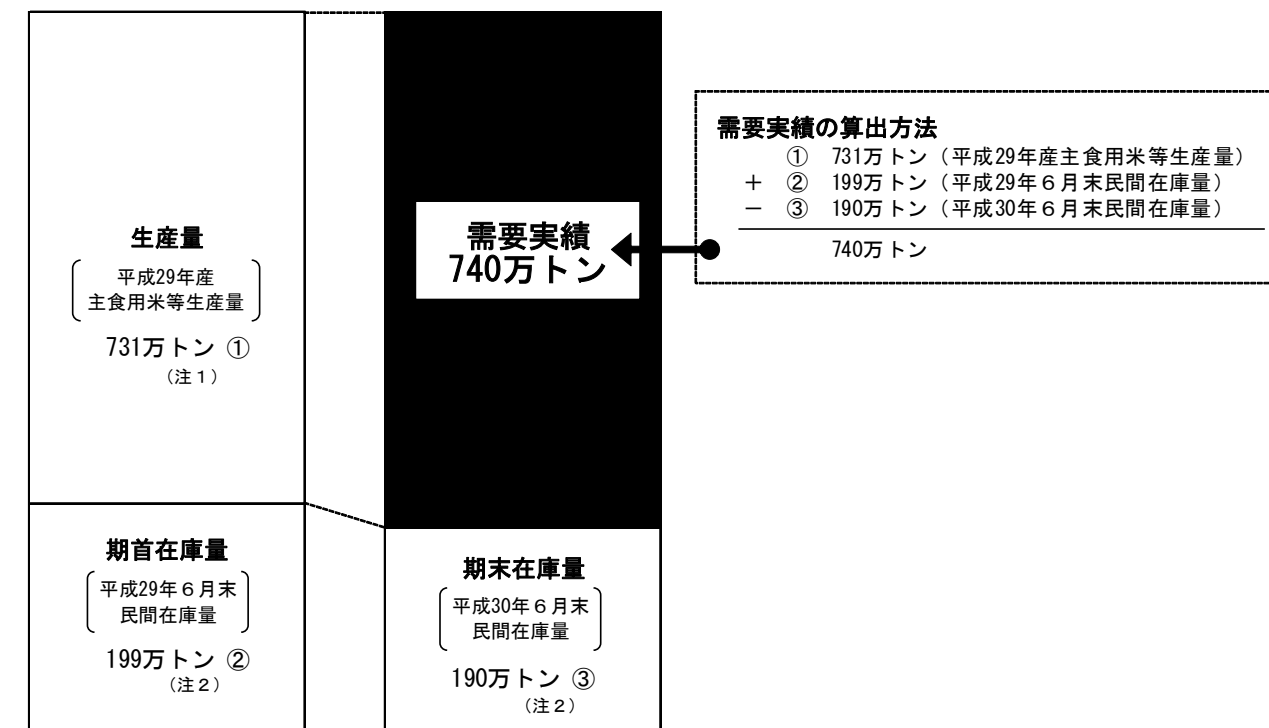 生産量
平成29年産
主食用米等生産量
731万トン ①
（注１）
期首在庫量
平成29年６月末
民間在庫量
199万トン ②
（注２）
需要実績
740万トン
期末在庫量
平成30年６月末
民間在庫量
190万トン ③
（注２）
需要実績の算出方法
① 731万トン（平成29年産主食用米等生産量）
＋ ② 199万トン（平成29年６月末民間在庫量）
－ ③ 190万トン（平成30年６月末民間在庫量）
740万トン